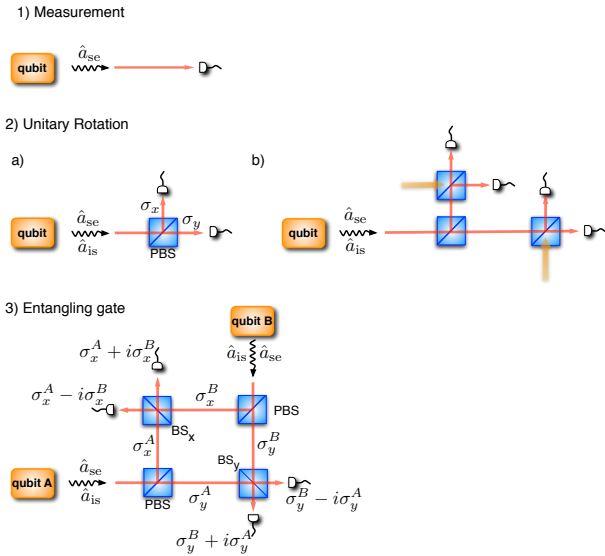 1) Measurement
qubit
â_se
2) Unitary Rotation
a)
b)
qubit
â_se
â_is
σ_x
σ_y
PBS
qubit
â_se
â_is
3) Entangling gate
qubit B
â_is â_se
σ_x^A + iσ_x^B
σ_x^A − iσ_x^B
σ_x^B
PBS
BS_x
σ_x^A
σ_y^B
BS_y
qubit A
â_se
â_is
PBS
σ_y^A
σ_y^B − iσ_y^A
σ_y^B + iσ_y^A